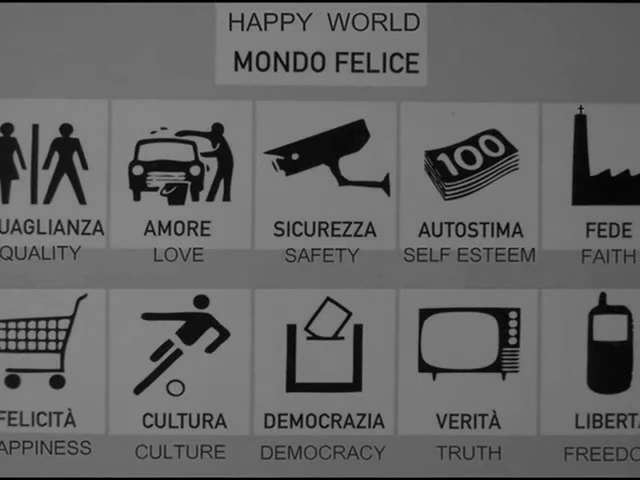 HAPPY WORLD
MONDO FELICE
100
UAGLIANZA
AMORE
SICUREZZA
AUTOSTIMA
FEDE
QUALITY
LOVE
SAFETY
SELF ESTEEM
FAITH
FELICITÀ
CULTURA
DEMOCRAZIA
VERITÀ
LIBERT
APPINESS
CULTURE
DEMOCRACY
TRUTH
FREEDO